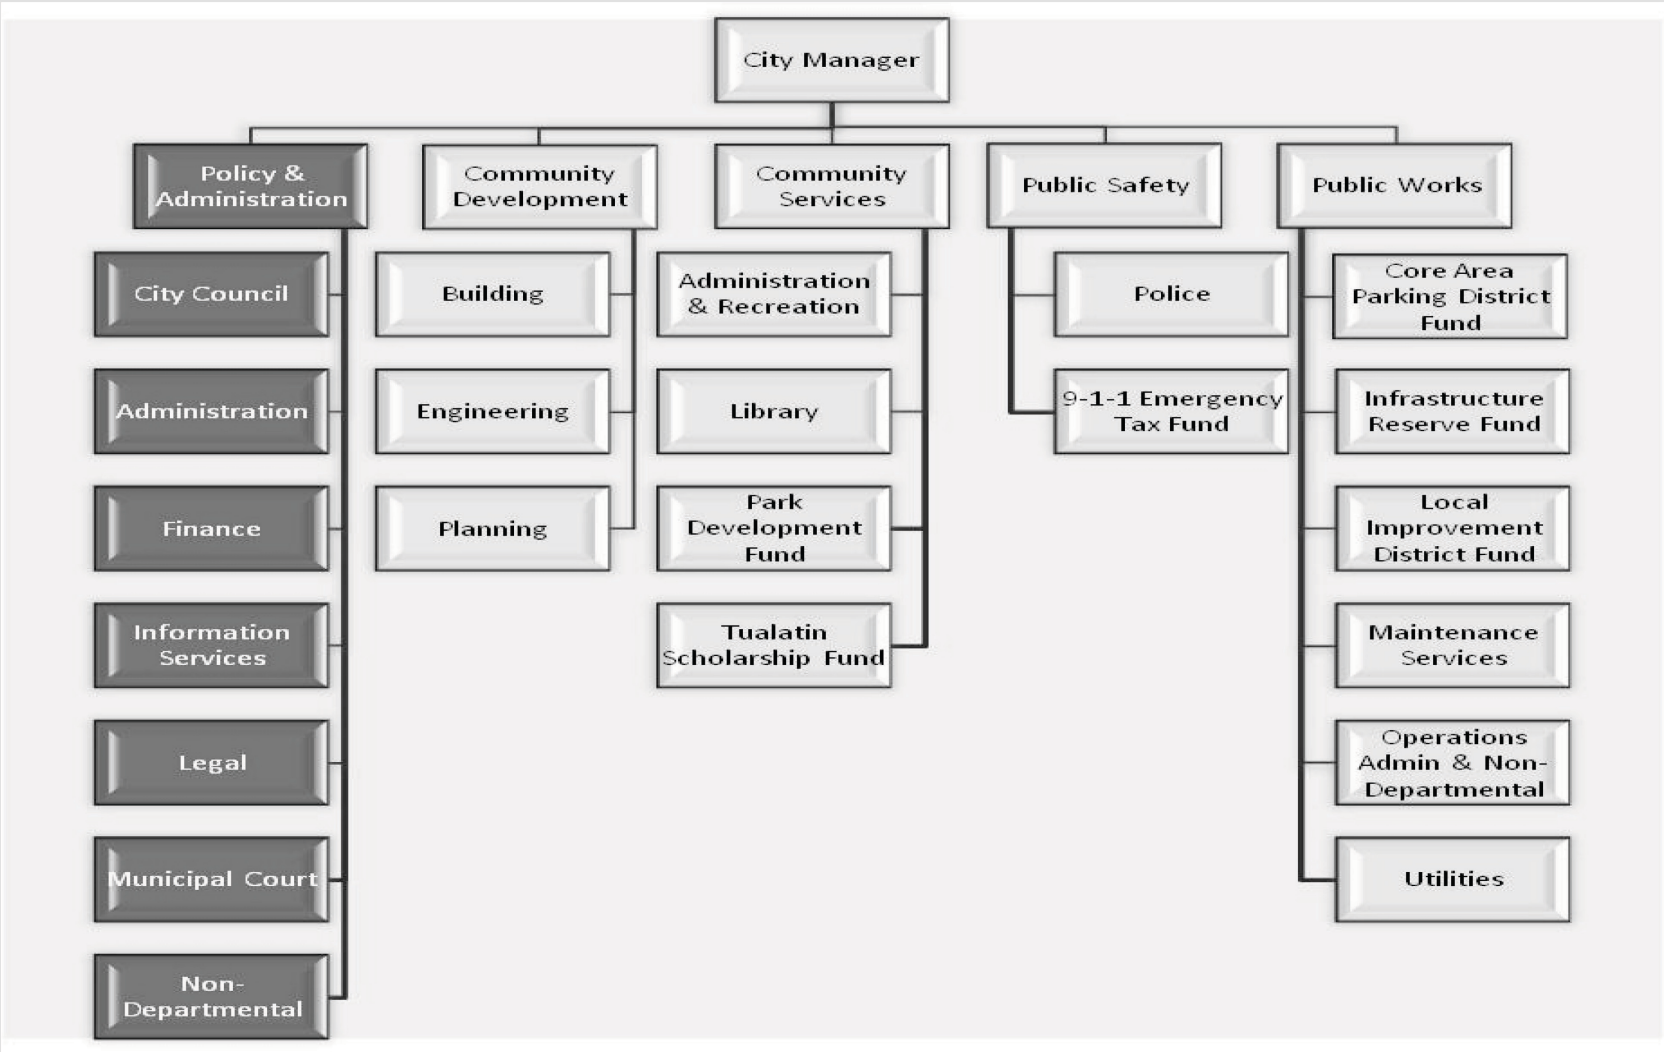 City Manager
Policy &
Administration
City Council
Administration
Finance
Information
Services
Legal
Municipal Court
Non-
Departmental
Community
Development
Building
Engineering
Planning
Community
Services
Administration
& Recreation
Library
Park
Development
Fund
Tualatin
Scholarship Fund
Public Safety
Police
9-1-1 Emergency
Tax Fund
Public Works
Core Area
Parking District
Fund
Infrastructure
Reserve Fund
Local
Improvement
District Fund
Maintenance
Services
Operations
Admin & Non-
Departmental
Utilities